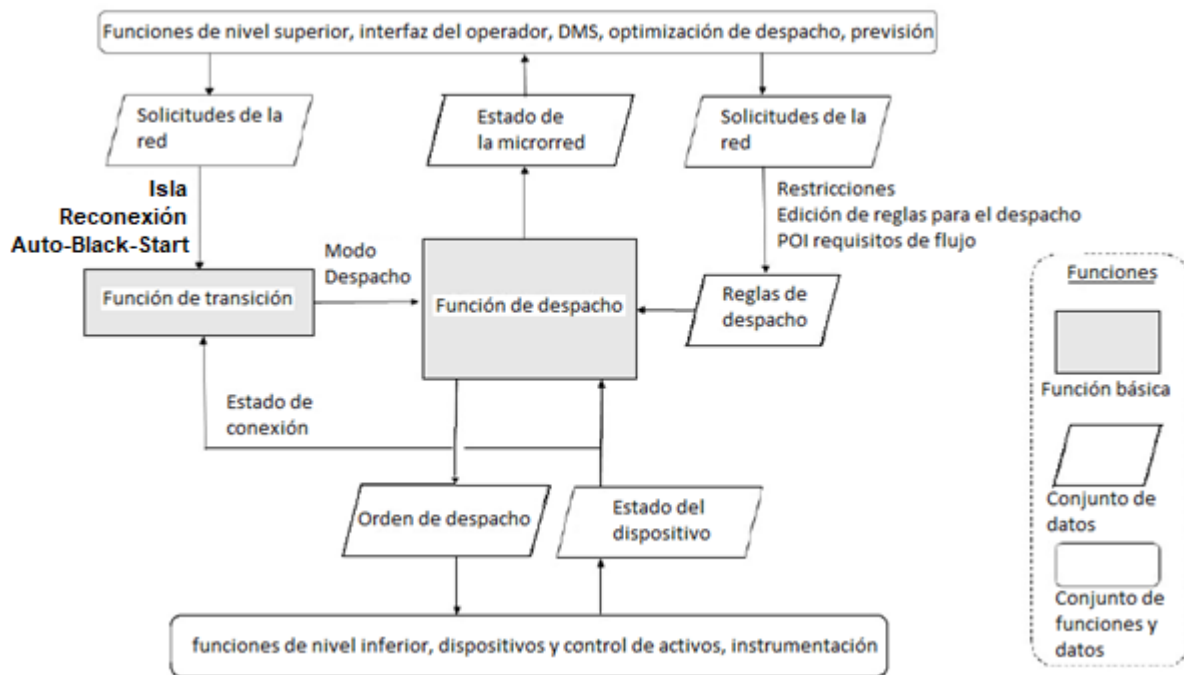 Funciones de nivel superior, interfaz del operador, DMS, optimización de despacho, previsión
Solicitudes de la
red
Estado de
la microrred
Solicitudes de la
red
Isla
Reconexión
Auto-Black-Start
Restricciones
Edición de reglas para el despacho
POI requisitos de flujo
Modo
Despacho
Función de transición
Función de despacho
Reglas de
despacho
Estado de
conexión
Orden de despacho
Estado del
dispositivo
funciones de nivel inferior, dispositivos y control de activos, instrumentación
Funciones
Función básica
Conjunto de
datos
Conjunto de
funciones y
datos